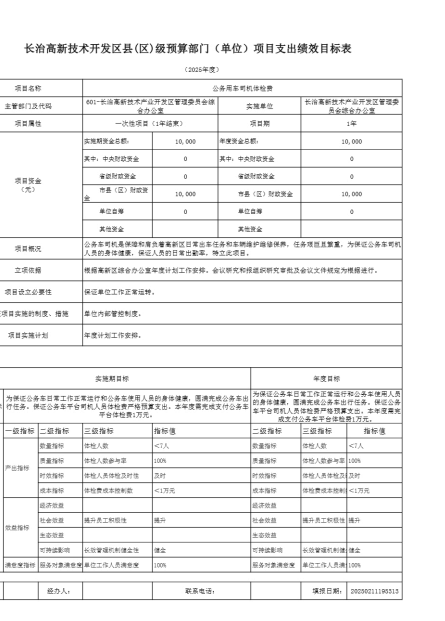 长治高新技术开发区县(区)级预算部门（单位）项目支出绩效目标表
（2025年度）
项目名称 公务用车司机体检费
主管部门及代码 601-长治高新技术产业开发区管理委员会综合办公室 实施单位 长治高新技术产业开发区管理委员会综合办公室
项目属性 一次性项目（1年结束） 项目期 1年
项目资金（元） 实施期资金总额: 10,000 年度资金总额: 10,000
其中: 中央财政资金 0 其中: 中央财政资金 0
省级财政资金 0 省级财政资金 0
市县（区）财政资金 10,000 市县（区）财政资金 10,000
单位自筹 0 单位自筹 0
其他资金 其他资金
项目概况 公务车司机是保障和肩负着高新区日常出车任务和车辆维护维修保养，任务艰巨且繁重，为保证公务车司机人员的身体健康，保证人员的日常出勤率，特立此项目。
立项依据 根据高新区综合办公室年度计划工作安排、会议研究和报组织研究审批及会议文件规定为根据进行。
项目设立必要性 保证单位工作正常运转。
项目实施的制度、措施 单位内部管控制度。
项目实施计划 年度计划工作安排。
实施期目标 年度目标
为保证公务车日常工作正常运行和公务车使用人员的身体健康，圆满完成公务车出行任务。保证公务车平台司机人员体检费严格预算支出。本年度需完成支付公务车平台体检费1万元。
为保证公务车日常工作正常运行和公务车使用人员的身体健康，圆满完成公务车出行任务。保证公务车平台司机人员体检费严格预算支出。本年度需完成支付公务车平台体检费1万元。
一级指标 二级指标 三级指标 指标值 二级指标 三级指标 指标值
产出指标 数量指标 体检人数 <7人 数量指标 体检人数 <7人
质量指标 体检人数参与率 100% 质量指标 体检人数参与率 100%
时效指标 体检人员体检及时性 及时 时效指标 体检人员体检及 及时
成本指标 体检费成本控制数 <1万元 成本指标 体检费成本控制 <1万元
效益指标 经济效益 经济效益
社会效益 提升员工积极性 提升 社会效益 提升员工积极性 提升
生态效益 生态效益
可持续影响 长效管理机制健全性 健全 可持续影响 长效管理机制健 健全
满意度指标 服务对象满意度 单位工作人员满意度 100% 服务对象满意度 单位工作人员满 100%
经办人: 联系电话: 填报日期: 20250211195313